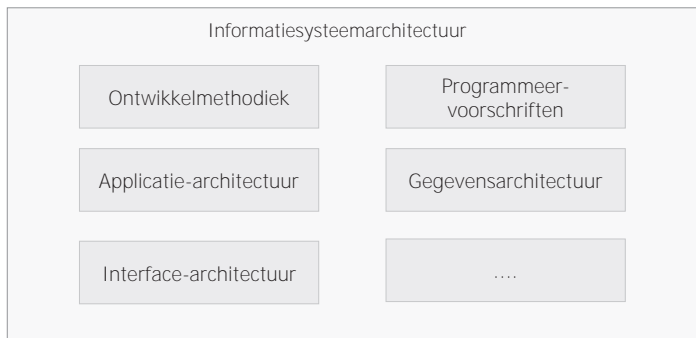 Informatiesysteemarchitectuur
Ontwikkelmethodiek
Programmeer-
voorschriften
Applicatie-architectuur
Gegevensarchitectuur
Interface-architectuur
....